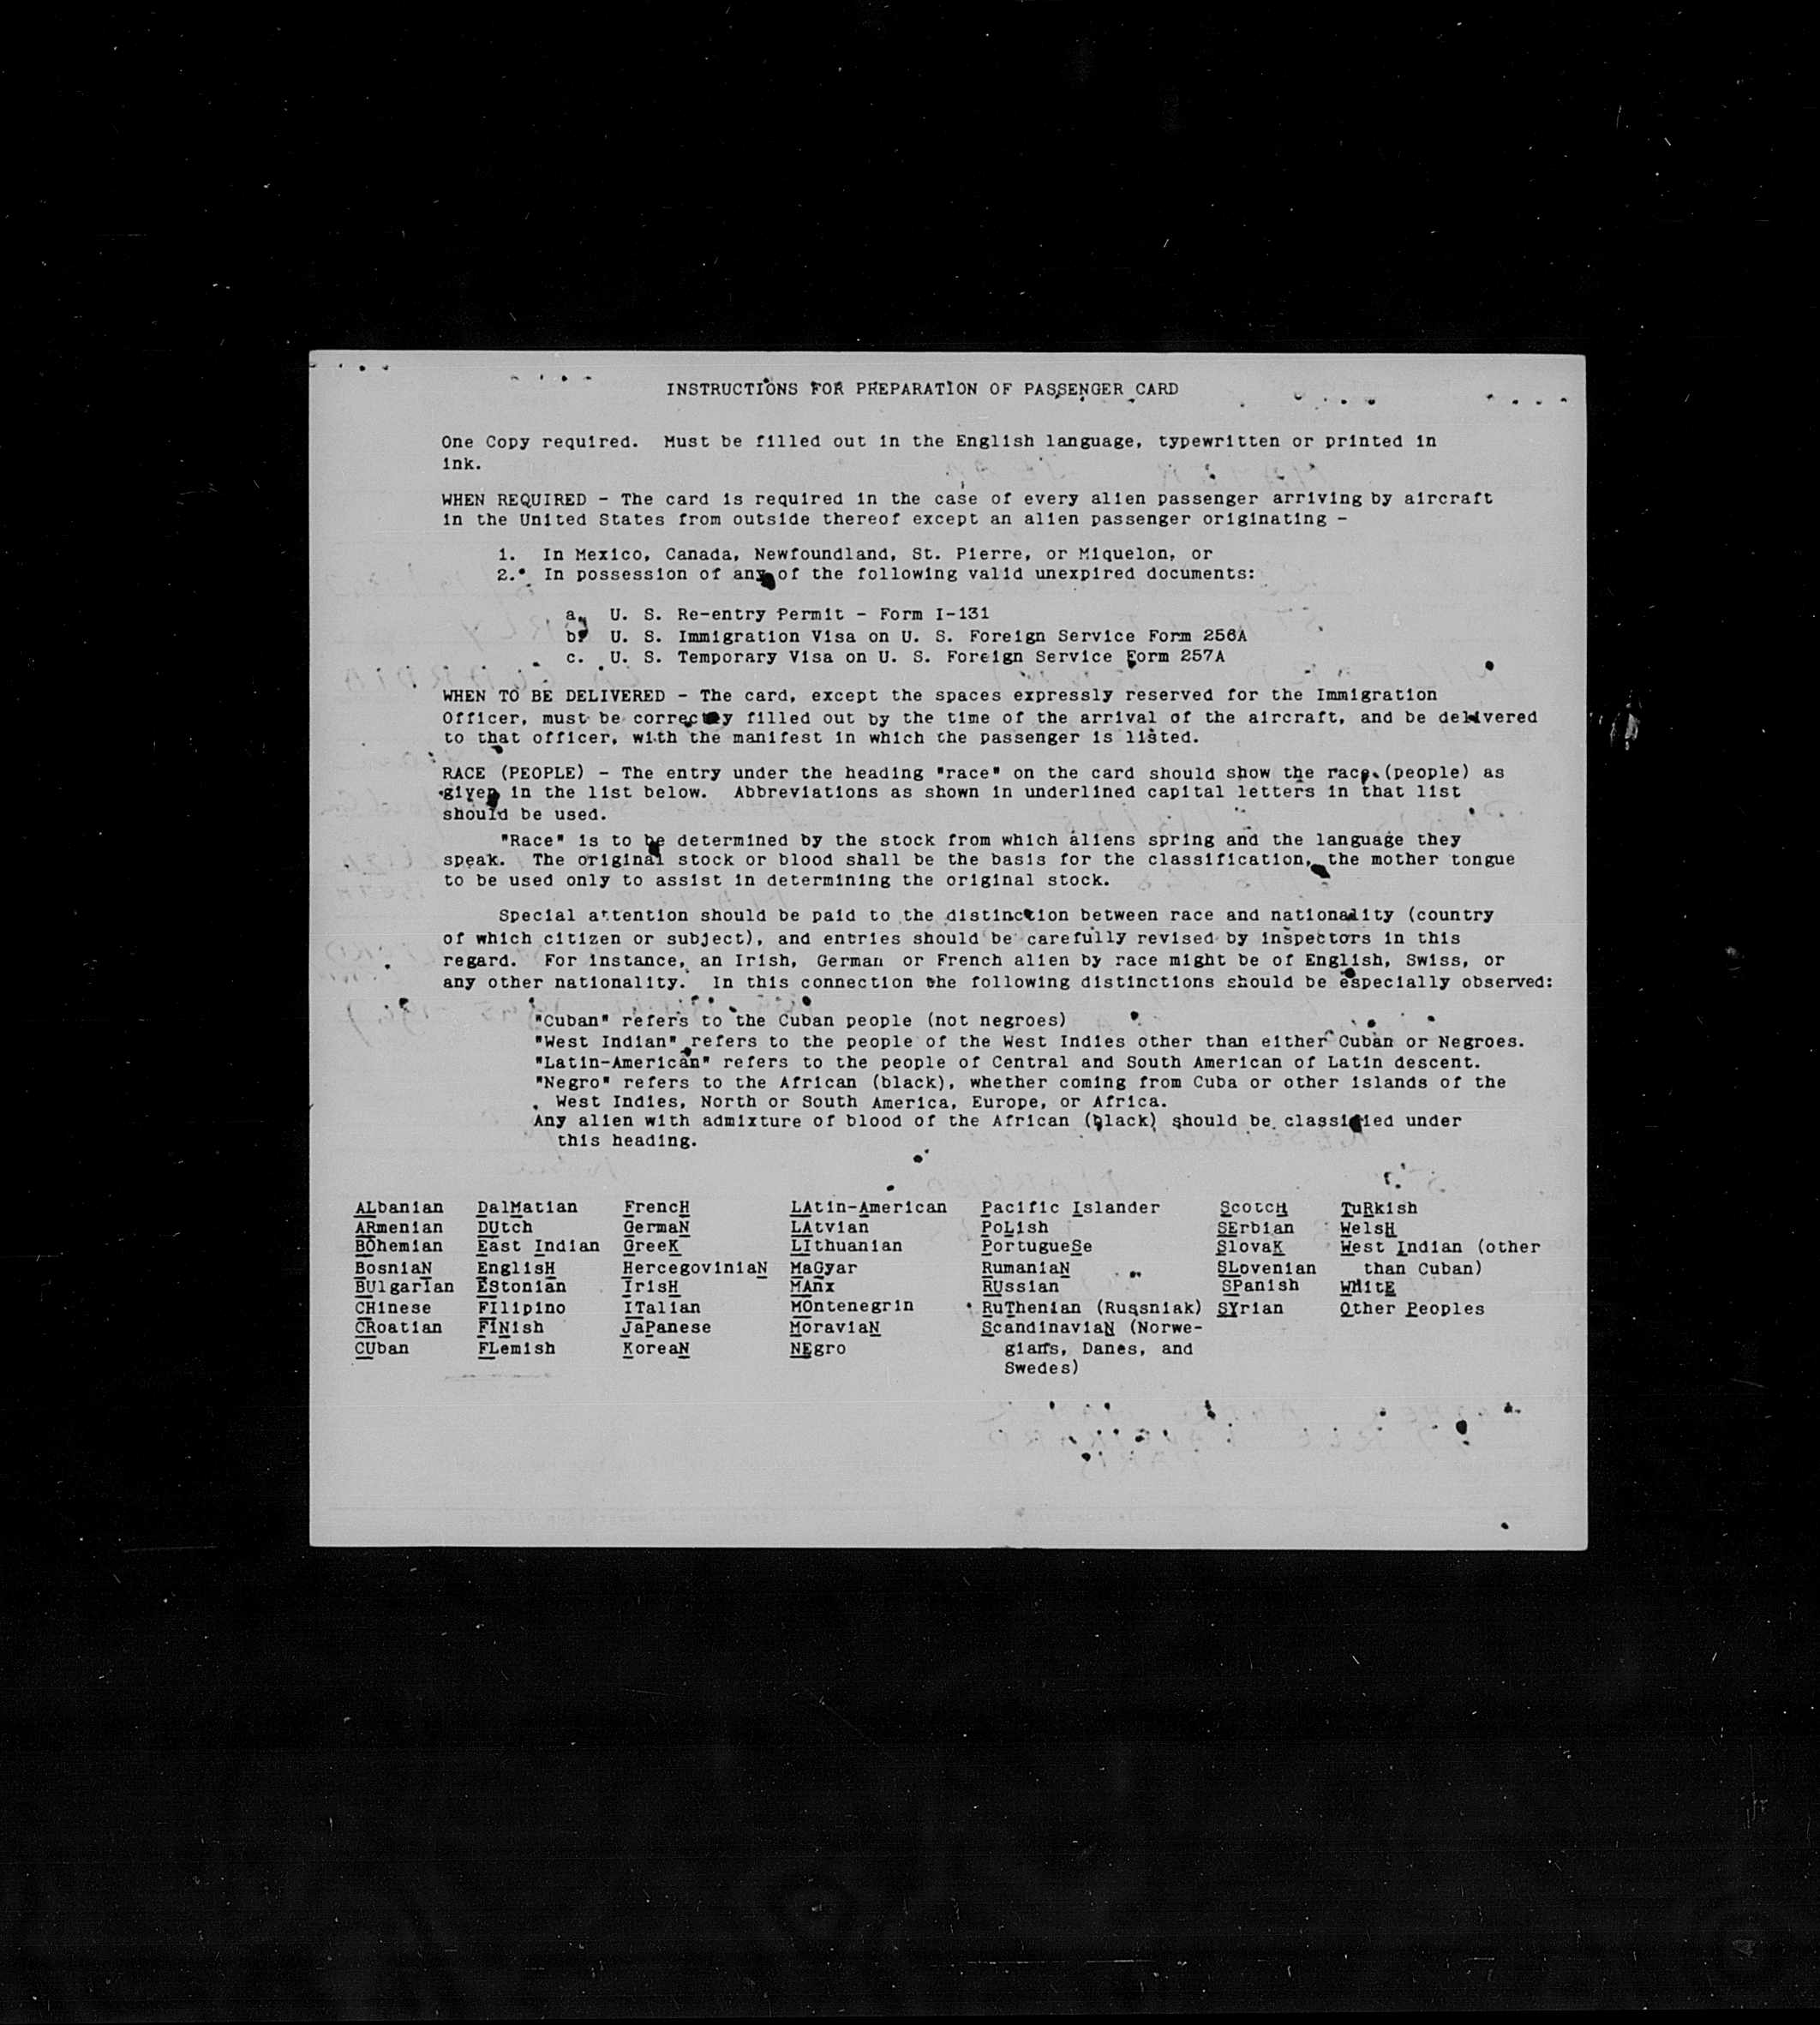 INSTRUCTIONS FOR PREPARATION OF PASSENGER CARD
One Copy required. Must be filled out in the English language, typewritten or printed in
ink.
WHEN REQUIRED - The card is required in the case of every alien passenger arriving by aircraft
in the United States from outside thereof except an alien passenger originating -
1. In Mexico, Canada, Newfoundland, St. Pierre, or Miquelon, or
2. In possession of any of the following valid unexpired documents:
a. U. S. Re-entry Permit - Form I-131
b. U. S. Immigration Visa on U. S. Foreign Service Form 256A
c. U. S. Temporary Visa on U. S. Foreign Service Form 257A
WHEN TO BE DELIVERED - The card, except the spaces expressly reserved for the Immigration
Officer, must be correctly filled out by the time of the arrival of the aircraft, and be delivered
to that officer, with the manifest in which the passenger is listed.
RACE (PEOPLE) - The entry under the heading "race" on the card should show the race (people) as
given in the list below. Abbreviations as shown in underlined capital letters in that list
should be used.
"Race" is to be determined by the stock from which aliens spring and the language they
speak. The original stock or blood shall be the basis for the classification, the mother tongue
to be used only to assist in determining the original stock.
Special attention should be paid to the distinction between race and nationality (country
of which citizen or subject), and entries should be carefully revised by inspectors in this
regard. For instance, an Irish, German or French alien by race might be of English, Swiss, or
any other nationality. In this connection the following distinctions should be especially observed:
"Cuban" refers to the Cuban people (not negroes)
"West Indian" refers to the people of the West Indies other than either Cuban or Negroes.
"Latin-American" refers to the people of Central and South American of Latin descent.
"Negro" refers to the African (black), whether coming from Cuba or other islands of the
West Indies, North or South America, Europe, or Africa.
Any alien with admixture of blood of the African (black) should be classified under
this heading.
ALbanian DalMatian FrencH LAtin-American Pacific Islander ScotcH TuRkish
ARmenian DUtch GermaN LAtvian PoLish SErbian WelsH
BOhemian East Indian GreeK LIthuanian PortugueSe SlovaK West Indian (other
BosniaN EnglisH HercegoviniaN MaGyar RumaniaN SLovenian than Cuban)
BUlgarian EStonian IrisH MAnx RUssian SPanish WHitE
CHinese FIlipino ITalian MOntenegrin RuThenian (Russniak) SYrian Other Peoples
CRoatian FINish JaPanese MoraviaN ScandinaviaN (Norwe-
CUban FLemish KoreaN NEgro gians, Danes, and
Swedes)